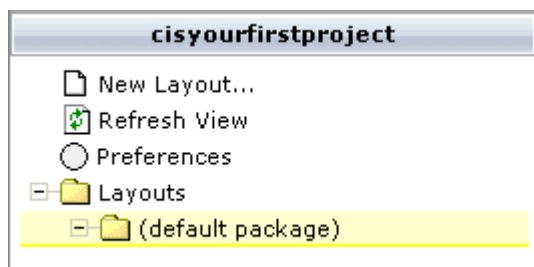 cisyourfirstproject
New Layout...
Refresh View
Preferences
Layouts
(default package)